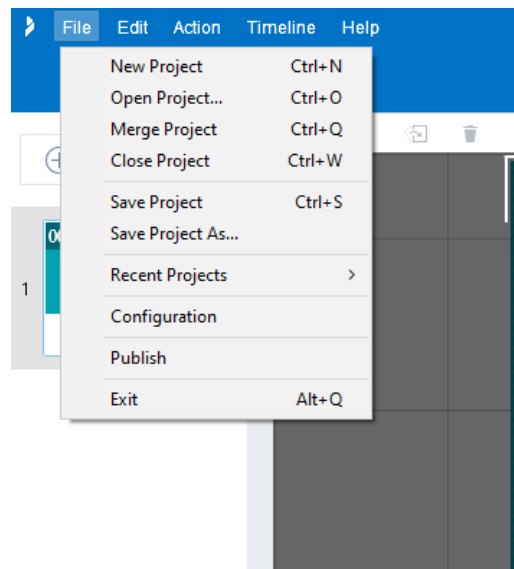 File Edit Action Timeline Help
New Project Ctrl+N
Open Project... Ctrl+O
Merge Project Ctrl+Q
Close Project Ctrl+W
Save Project Ctrl+S
Save Project As...
Recent Projects >
Configuration
Publish
Exit Alt+Q
1